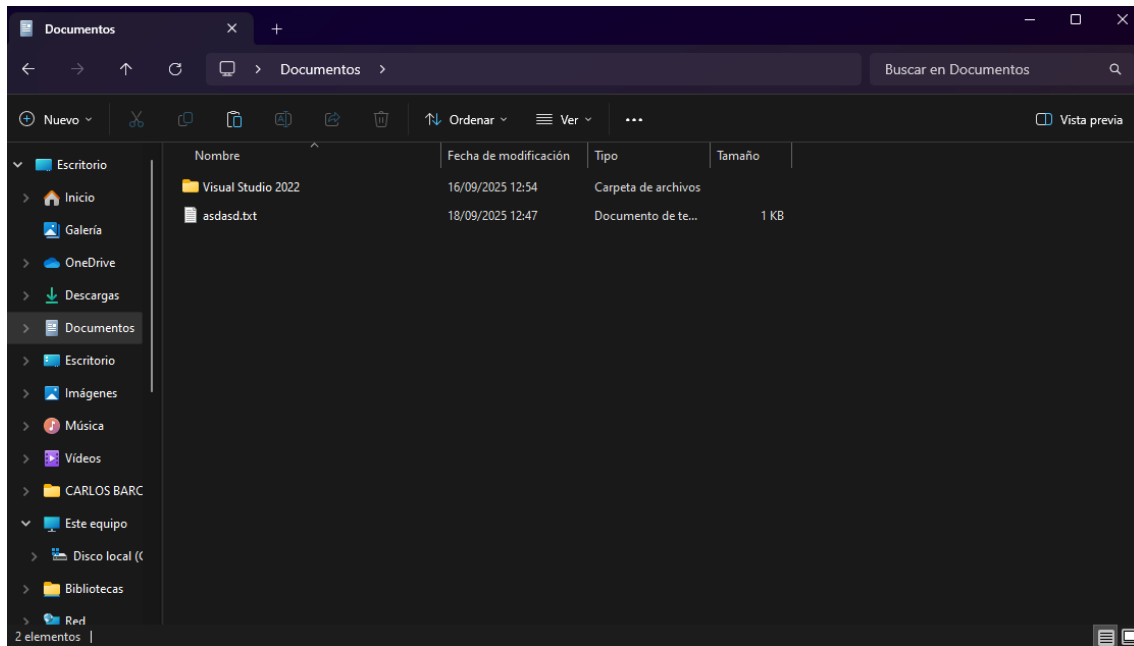 Documentos
Documentos
Buscar en Documentos
Nuevo
Ordenar
Ver
Vista previa
Nombre
Fecha de modificación
Tipo
Tamaño
Visual Studio 2022
16/09/2025 12:54
Carpeta de archivos
asdasd.txt
18/09/2025 12:47
Documento de te...
1 KB
Escritorio
Inicio
Galería
OneDrive
Descargas
Documentos
Escritorio
Imágenes
Música
Vídeos
CARLOS BARC
Este equipo
Disco local (C
Bibliotecas
Red
2 elementos